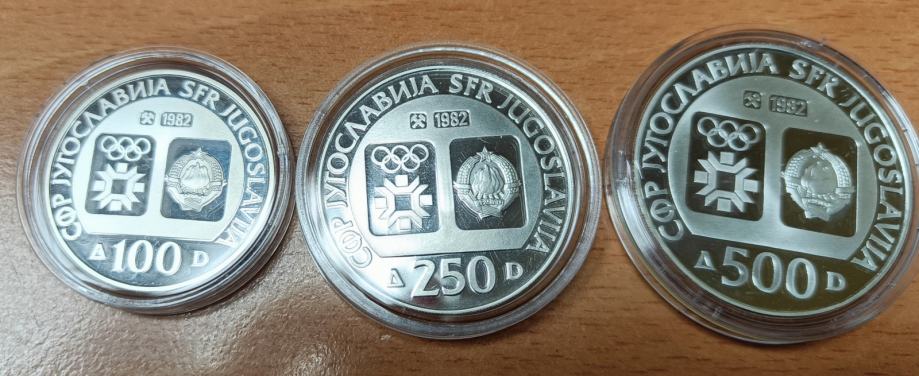 СФР ЈУГОСЛАВИЈА SFR JUGOSLAVIJA
1982
Д 100 D
СФР ЈУГОСЛАВИЈА SFR JUGOSLAVIJA
1982
Д 250 D
СФР ЈУГОСЛАВИЈА SFR JUGOSLAVIJA
1982
Д 500 D